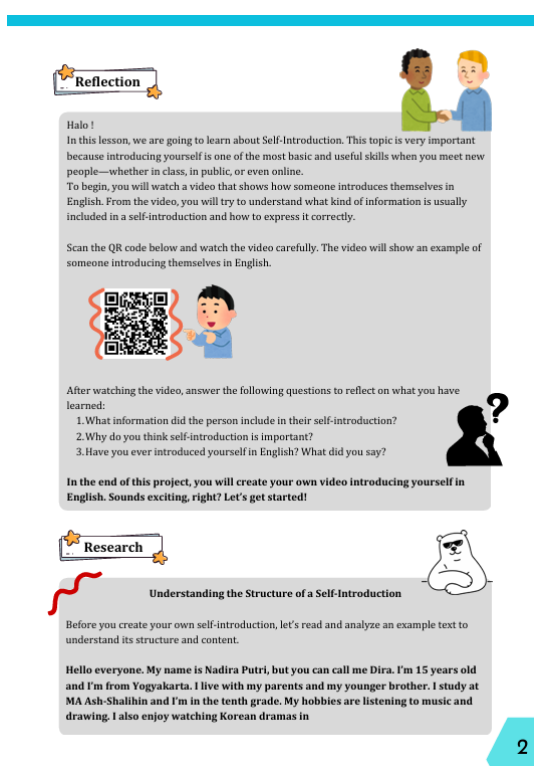 Reflection
Halo !
In this lesson, we are going to learn about Self-Introduction. This topic is very important
because introducing yourself is one of the most basic and useful skills when you meet new
people—whether in class, in public, or even online.
To begin, you will watch a video that shows how someone introduces themselves in
English. From the video, you will try to understand what kind of information is usually
included in a self-introduction and how to express it correctly.
Scan the QR code below and watch the video carefully. The video will show an example of
someone introducing themselves in English.
After watching the video, answer the following questions to reflect on what you have
learned:
1.What information did the person include in their self-introduction?
2.Why do you think self-introduction is important?
3.Have you ever introduced yourself in English? What did you say?
In the end of this project, you will create your own video introducing yourself in
English. Sounds exciting, right? Let's get started!
Research
Understanding the Structure of a Self-Introduction
Before you create your own self-introduction, let's read and analyze an example text to
understand its structure and content.
Hello everyone. My name is Nadira Putri, but you can call me Dira. I'm 15 years old
and I'm from Yogyakarta. I live with my parents and my younger brother. I study at
MA Ash-Shalihin and I'm in the tenth grade. My hobbies are listening to music and
drawing. I also enjoy watching Korean dramas in
2